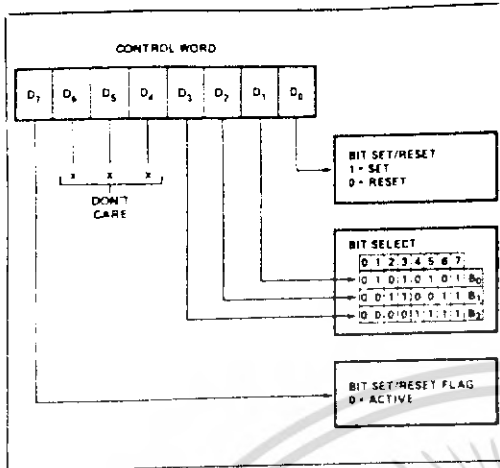 CONTROL WORD
D7 D6 D5 D4 D3 D2 D1 D0
X X X
DON'T
CARE
BIT SET/RESET
1 = SET
0 = RESET
BIT SELECT
0 1 2 3 4 5 6 7
0 1 0 1 0 1 0 1 B0
0 0 1 1 0 0 1 1 B1
0 0 0 0 1 1 1 1 B2
BIT SET/RESET FLAG
0 = ACTIVE